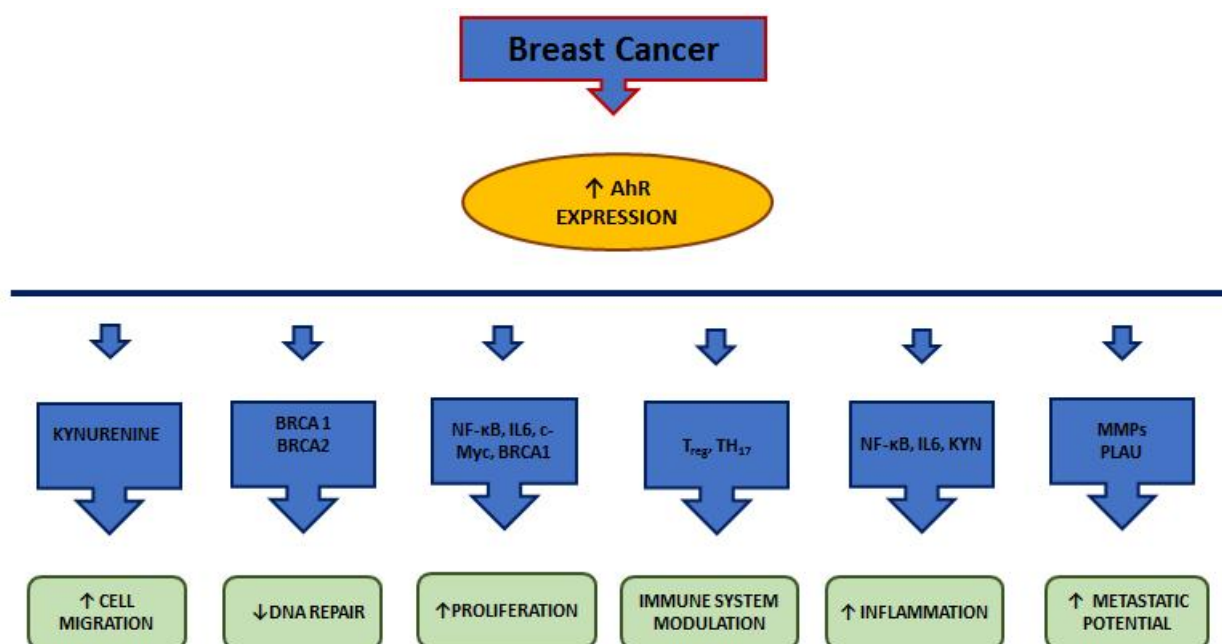 Breast Cancer
↑ AhR
EXPRESSION
KYNURENINE
BRCA 1
BRCA2
NF-κB, IL6, c-
Myc, BRCA1
Treg, TH17
NF-κB, IL6, KYN
MMPs
PLAU
↑ CELL
MIGRATION
↓DNA REPAIR
↑PROLIFERATION
IMMUNE SYSTEM
MODULATION
↑ INFLAMMATION
↑ METASTATIC
POTENTIAL